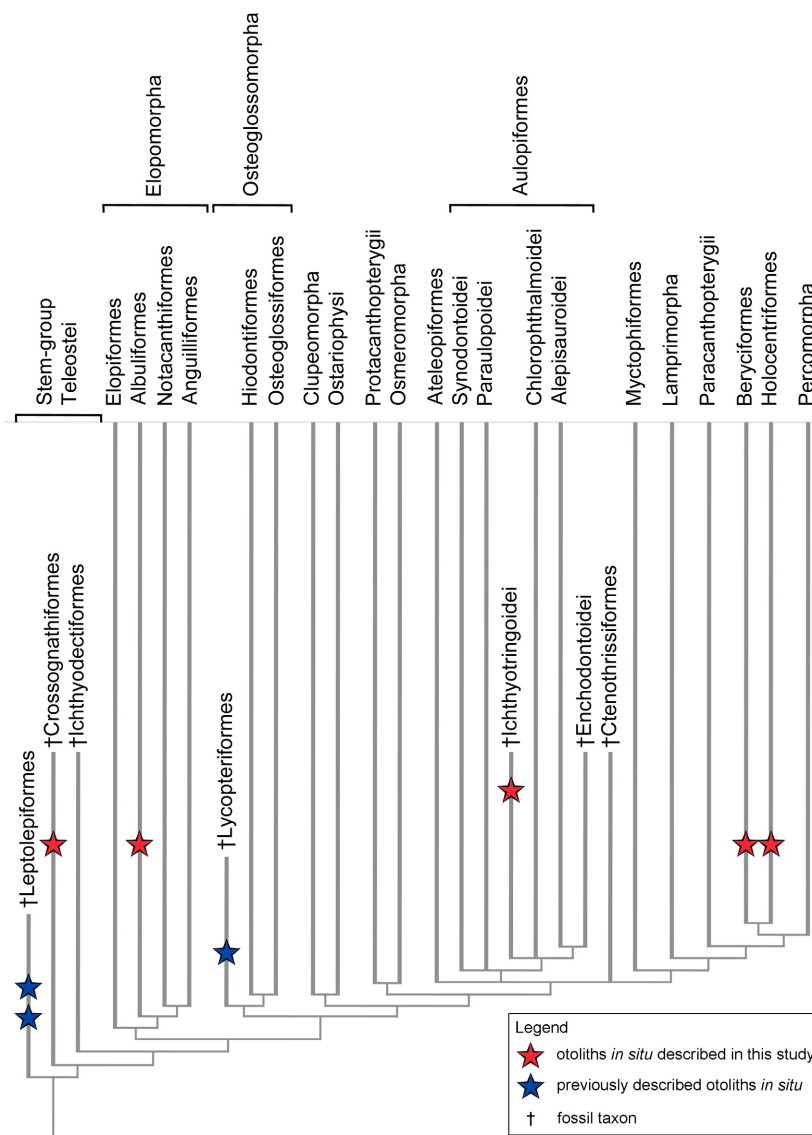 Elopomorpha
Osteoglossomorpha
Aulopiformes
Stem-group
Teleostei
Elopiformes
Albuliformes
Notacanthiformes
Anguilliformes
Hiodontiformes
Osteoglossiformes
Clupeomorpha
Ostariophysi
Protacanthopterygii
Osmeromorpha
Ateleopiformes
Synodontoidei
Paraulopoidei
Chlorophthalmoidei
Alepisauroidei
Myctophiformes
Lamprimorpha
Paracanthopterygii
Beryciformes
Holocentriformes
Percomorpha
†Leptolepiformes
†Crossognathiformes
†Ichthyodectiformes
†Lycopteriformes
†Ichthyotringoidei
†Enchodontoidei
†Ctenothrissiformes
Legend
otoliths in situ described in this study
previously described otoliths in situ
† fossil taxon